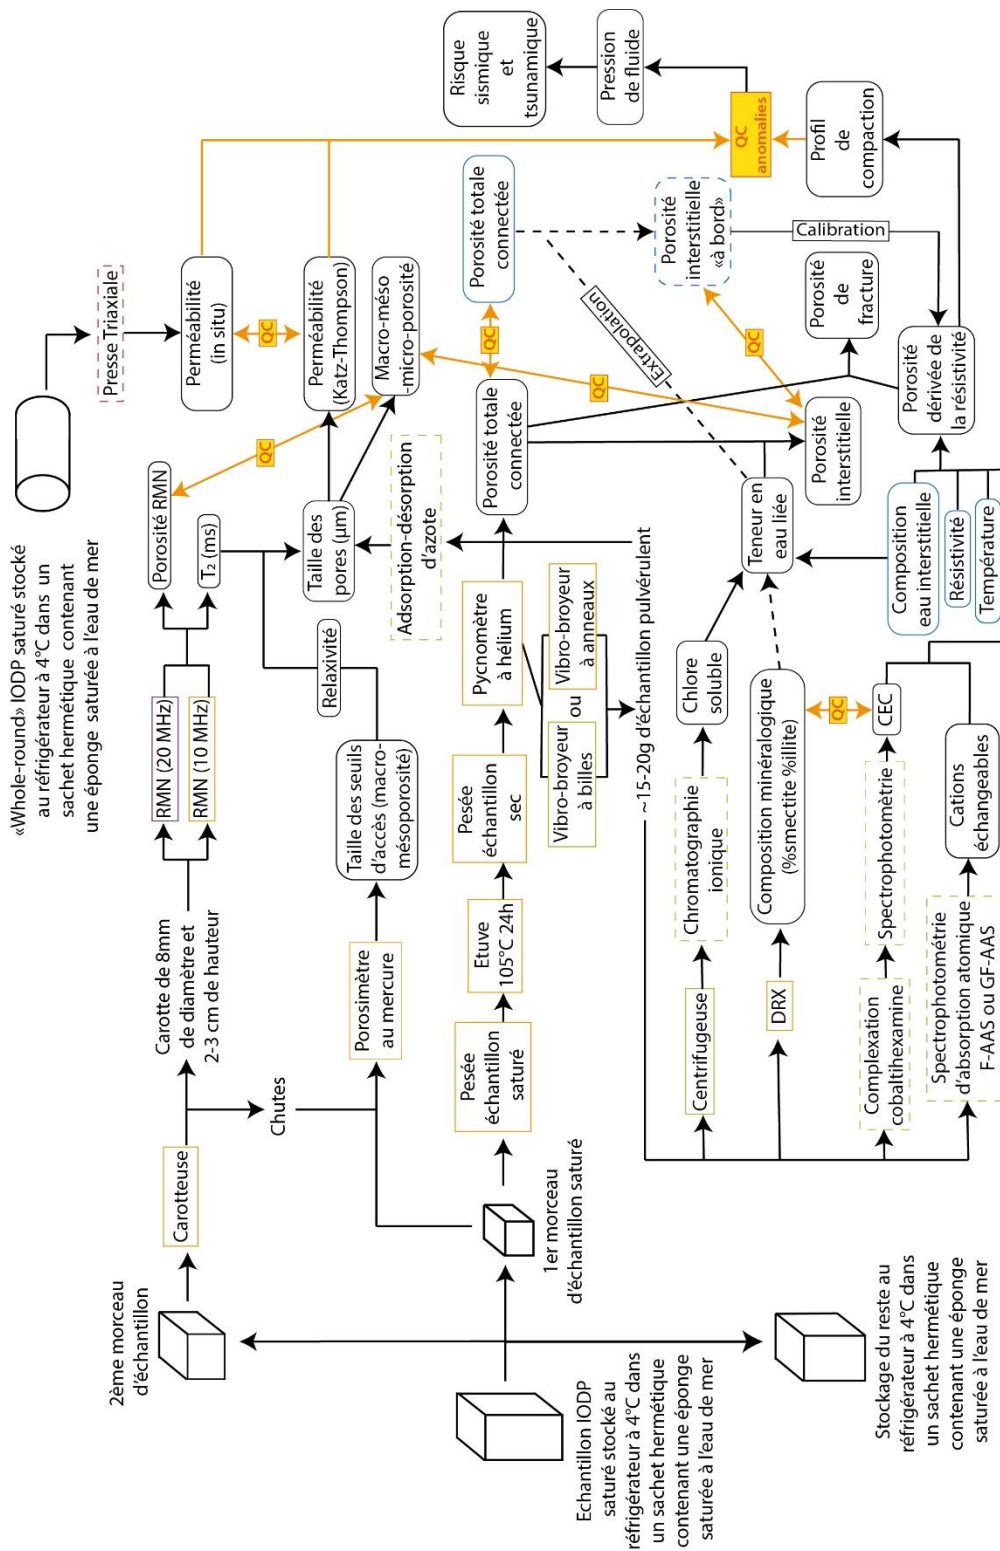 «Whole-round» IODP saturé stocké
au réfrigérateur à 4°C dans un
sachet hermétique contenant
une éponge saturée à l'eau de mer
Presse Triaxiale
2ème morceau
d'échantillon
Carotteuse
Carotte de 8mm
de diamètre et
2-3 cm de hauteur
Chutes
RMN (20 MHz)
RMN (10 MHz)
Porosité RMN
T2 (ms)
QC
Perméabilité
(in situ)
QC
Perméabilité
(Katz-Thompson)
Macro-méso
-micro-porosité
Porosimètre
au mercure
Taille des seuils
d'accès (macro-
mésoporosité)
Relaxivité
Taille des
pores (µm)
Adsorption-désorption
d'azote
Echantillon IODP
saturé stocké au
réfrigérateur à 4°C dans
un sachet hermétique
contenant une éponge
saturée à l'eau de mer
1er morceau
d'échantillon saturé
Pesée
échantillon
saturé
Etuve
105°C 24h
Pesée
échantillon
sec
Pycnomètre
à hélium
Vibro-broyeur
à billes
ou
Vibro-broyeur
à anneaux
~15-20g d'échantillon pulvérulent
Porosité totale
connectée
QC
Porosité totale
connectée
Extrapolation
Porosité
interstitielle
«à bord»
QC
QC
Calibration
Risque
sismique
et
tsunamique
Pression
de fluide
QC
anomalies
Profil
de
compaction
Stockage du reste au
réfrigérateur à 4°C dans
un sachet hermétique
contenant une éponge
saturée à l'eau de mer
Centrifugeuse
Chromatographie
ionique
Chlore
soluble
Teneur en
eau liée
Porosité
interstitielle
Porosité
de
fracture
DRX
Composition minéralogique
(%smectite %illite)
QC
Complexation
cobaltihexamine
Spectrophotométrie
CEC
Spectrophotométrie
d'absorption atomique
F-AAS ou GF-AAS
Cations
échangeables
Composition
eau interstitielle
Résistivité
Température
Porosité
dérivée de
la résistivité